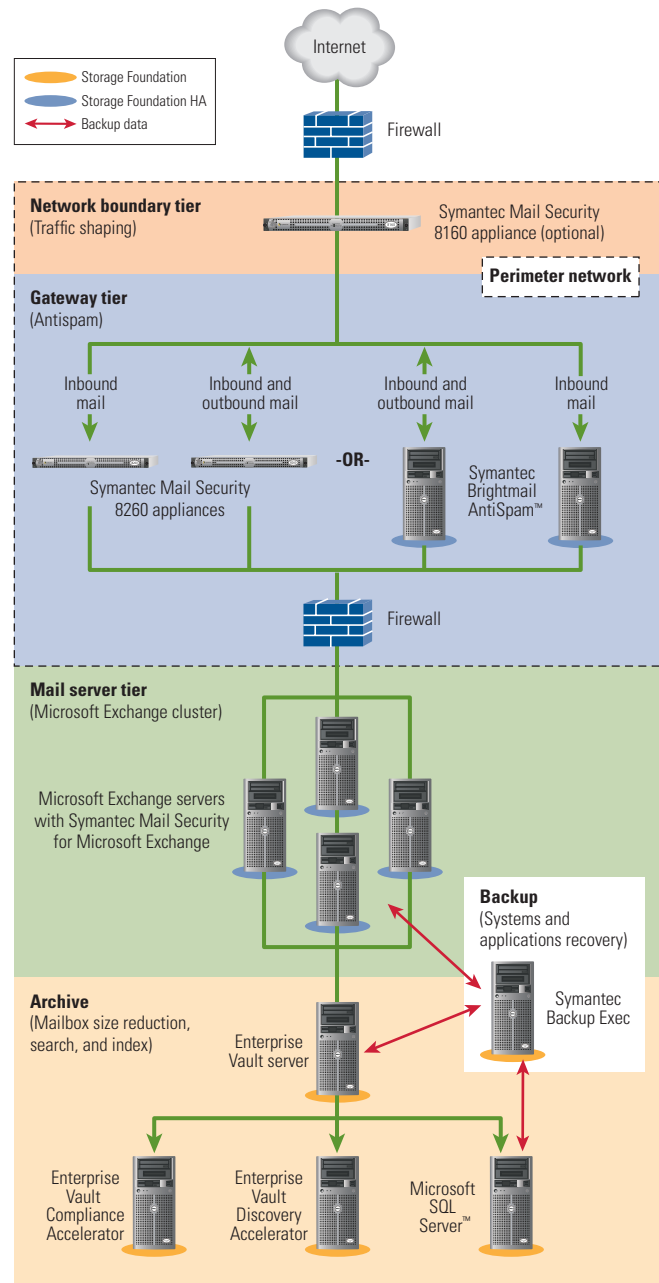 Internet
Storage Foundation
Storage Foundation HA
Backup data
Firewall
Network boundary tier
(Traffic shaping)
Symantec Mail Security
8160 appliance (optional)
Perimeter network
Gateway tier
(Antispam)
Inbound
mail
Inbound and
outbound mail
Inbound and
outbound mail
Inbound
mail
-OR-
Symantec Mail Security
8260 appliances
Symantec
Brightmail
AntiSpam™
Firewall
Mail server tier
(Microsoft Exchange cluster)
Microsoft Exchange servers
with Symantec Mail Security
for Microsoft Exchange
Backup
(Systems and
applications recovery)
Symantec
Backup Exec
Archive
(Mailbox size reduction,
search, and index)
Enterprise
Vault server
Enterprise
Vault
Compliance
Accelerator
Enterprise
Vault
Discovery
Accelerator
Microsoft
SQL
Server™